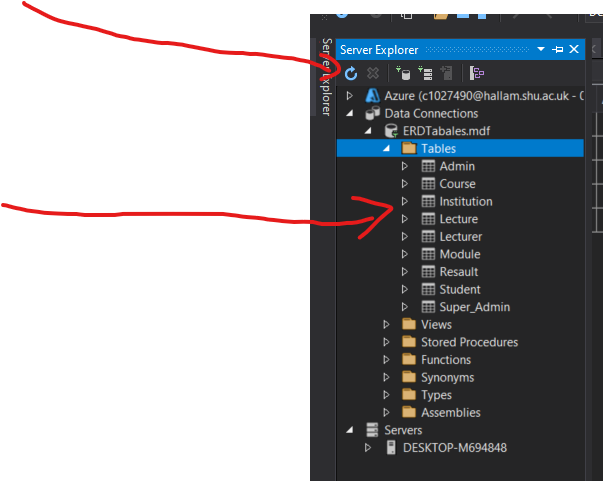 Server Explorer
Server Explorer
Azure (c1027490@hallam.shu.ac.uk - 0
Data Connections
ERDTabales.mdf
Tables
Admin
Course
Institution
Lecture
Lecturer
Module
Resault
Student
Super_Admin
Views
Stored Procedures
Functions
Synonyms
Types
Assemblies
Servers
DESKTOP-M694848